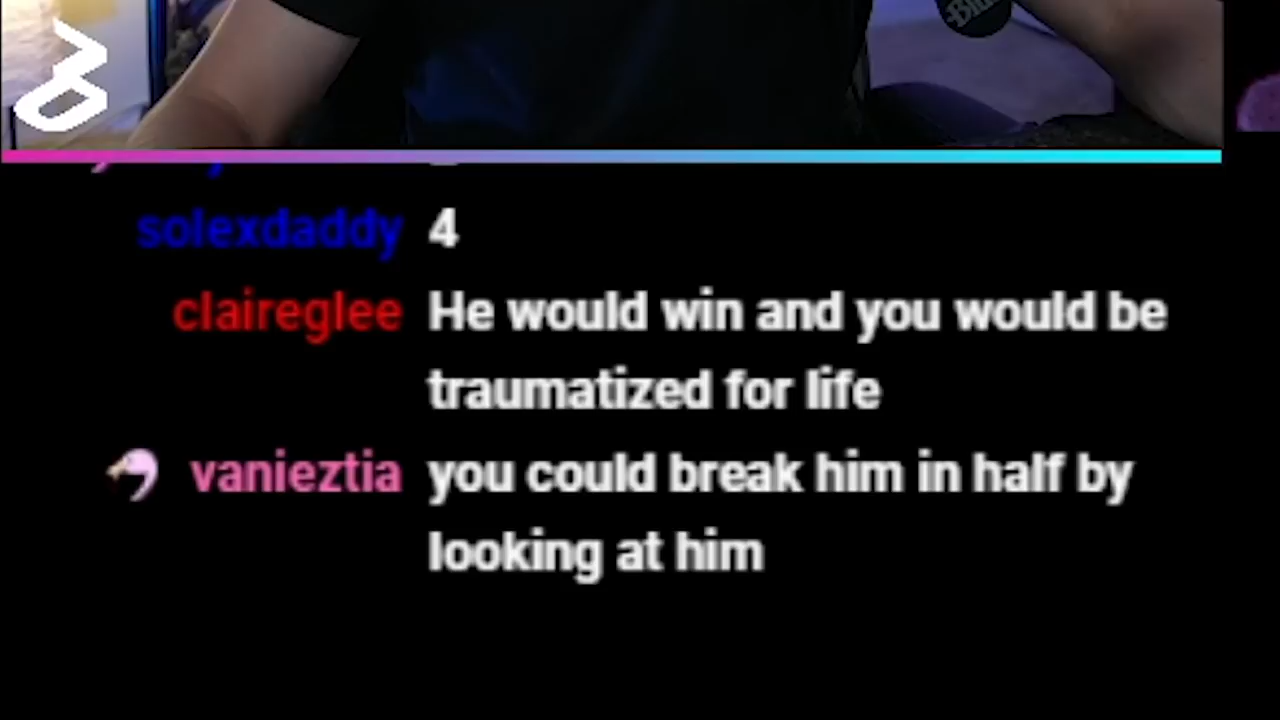 solexdaddy 4
claireglee He would win and you would be
traumatized for life
vanieztia you could break him in half by
looking at him